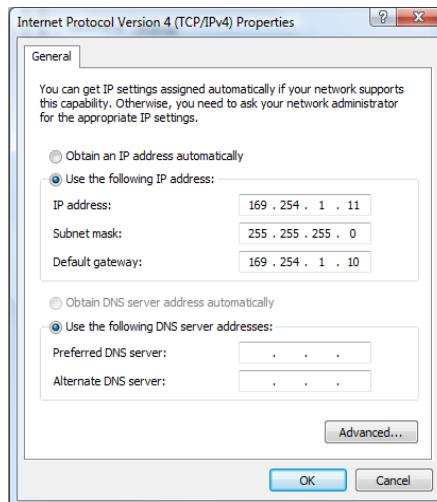 Internet Protocol Version 4 (TCP/IPv4) Properties
General
You can get IP settings assigned automatically if your network supports
this capability. Otherwise, you need to ask your network administrator
for the appropriate IP settings.
Obtain an IP address automatically
Use the following IP address:
IP address: 169 . 254 . 1 . 11
Subnet mask: 255 . 255 . 255 . 0
Default gateway: 169 . 254 . 1 . 10
Obtain DNS server address automatically
Use the following DNS server addresses:
Preferred DNS server: . . .
Alternate DNS server: . . .
Advanced...
OK Cancel